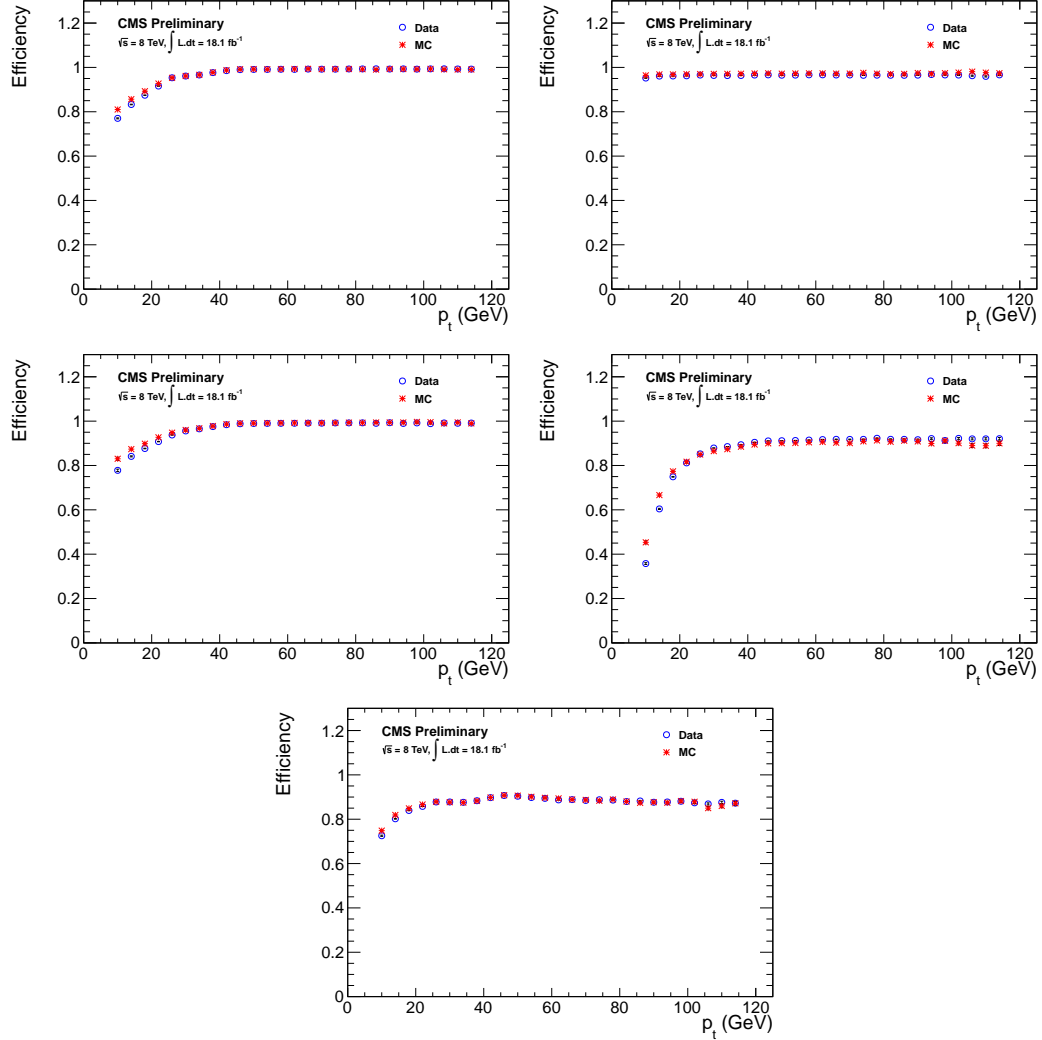 Efficiency
1.2
1
0.8
0.6
0.4
0.2
0
CMS Preliminary
√s = 8 TeV, ∫ L.dt = 18.1 fb⁻¹
Data
MC
0 20 40 60 80 100 120
p_t (GeV)
Efficiency
1.2
1
0.8
0.6
0.4
0.2
0
CMS Preliminary
√s = 8 TeV, ∫ L.dt = 18.1 fb⁻¹
Data
MC
0 20 40 60 80 100 120
p_t (GeV)
Efficiency
1.2
1
0.8
0.6
0.4
0.2
0
CMS Preliminary
√s = 8 TeV, ∫ L.dt = 18.1 fb⁻¹
Data
MC
0 20 40 60 80 100 120
p_t (GeV)
Efficiency
1.2
1
0.8
0.6
0.4
0.2
0
CMS Preliminary
√s = 8 TeV, ∫ L.dt = 18.1 fb⁻¹
Data
MC
0 20 40 60 80 100 120
p_t (GeV)
Efficiency
1.2
1
0.8
0.6
0.4
0.2
0
CMS Preliminary
√s = 8 TeV, ∫ L.dt = 18.1 fb⁻¹
Data
MC
0 20 40 60 80 100 120
p_t (GeV)